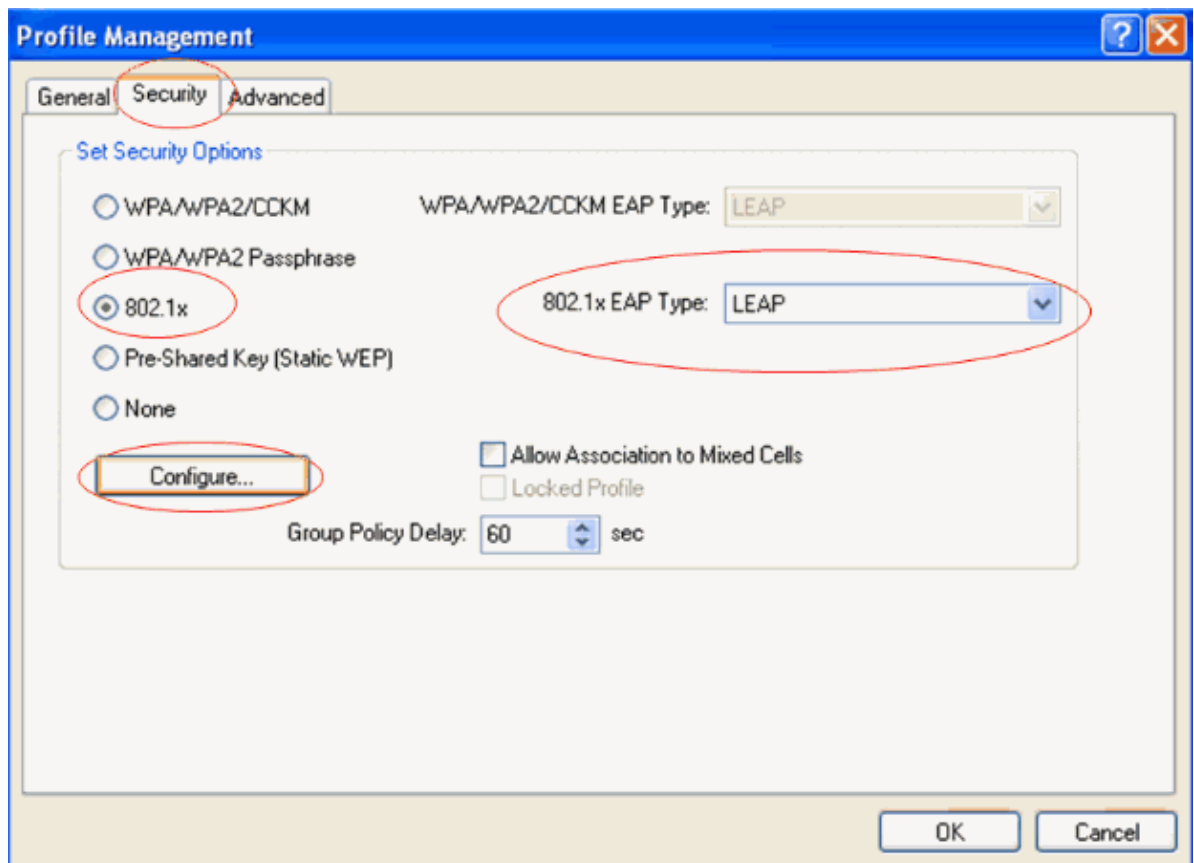 Profile Management
General Security Advanced
Set Security Options
WPA/WPA2/CCKM WPA/WPA2/CCKM EAP Type: LEAP
WPA/WPA2 Passphrase
802.1x 802.1x EAP Type: LEAP
Pre-Shared Key (Static WEP)
None
Configure... Allow Association to Mixed Cells
Locked Profile
Group Policy Delay: 60 sec
OK Cancel